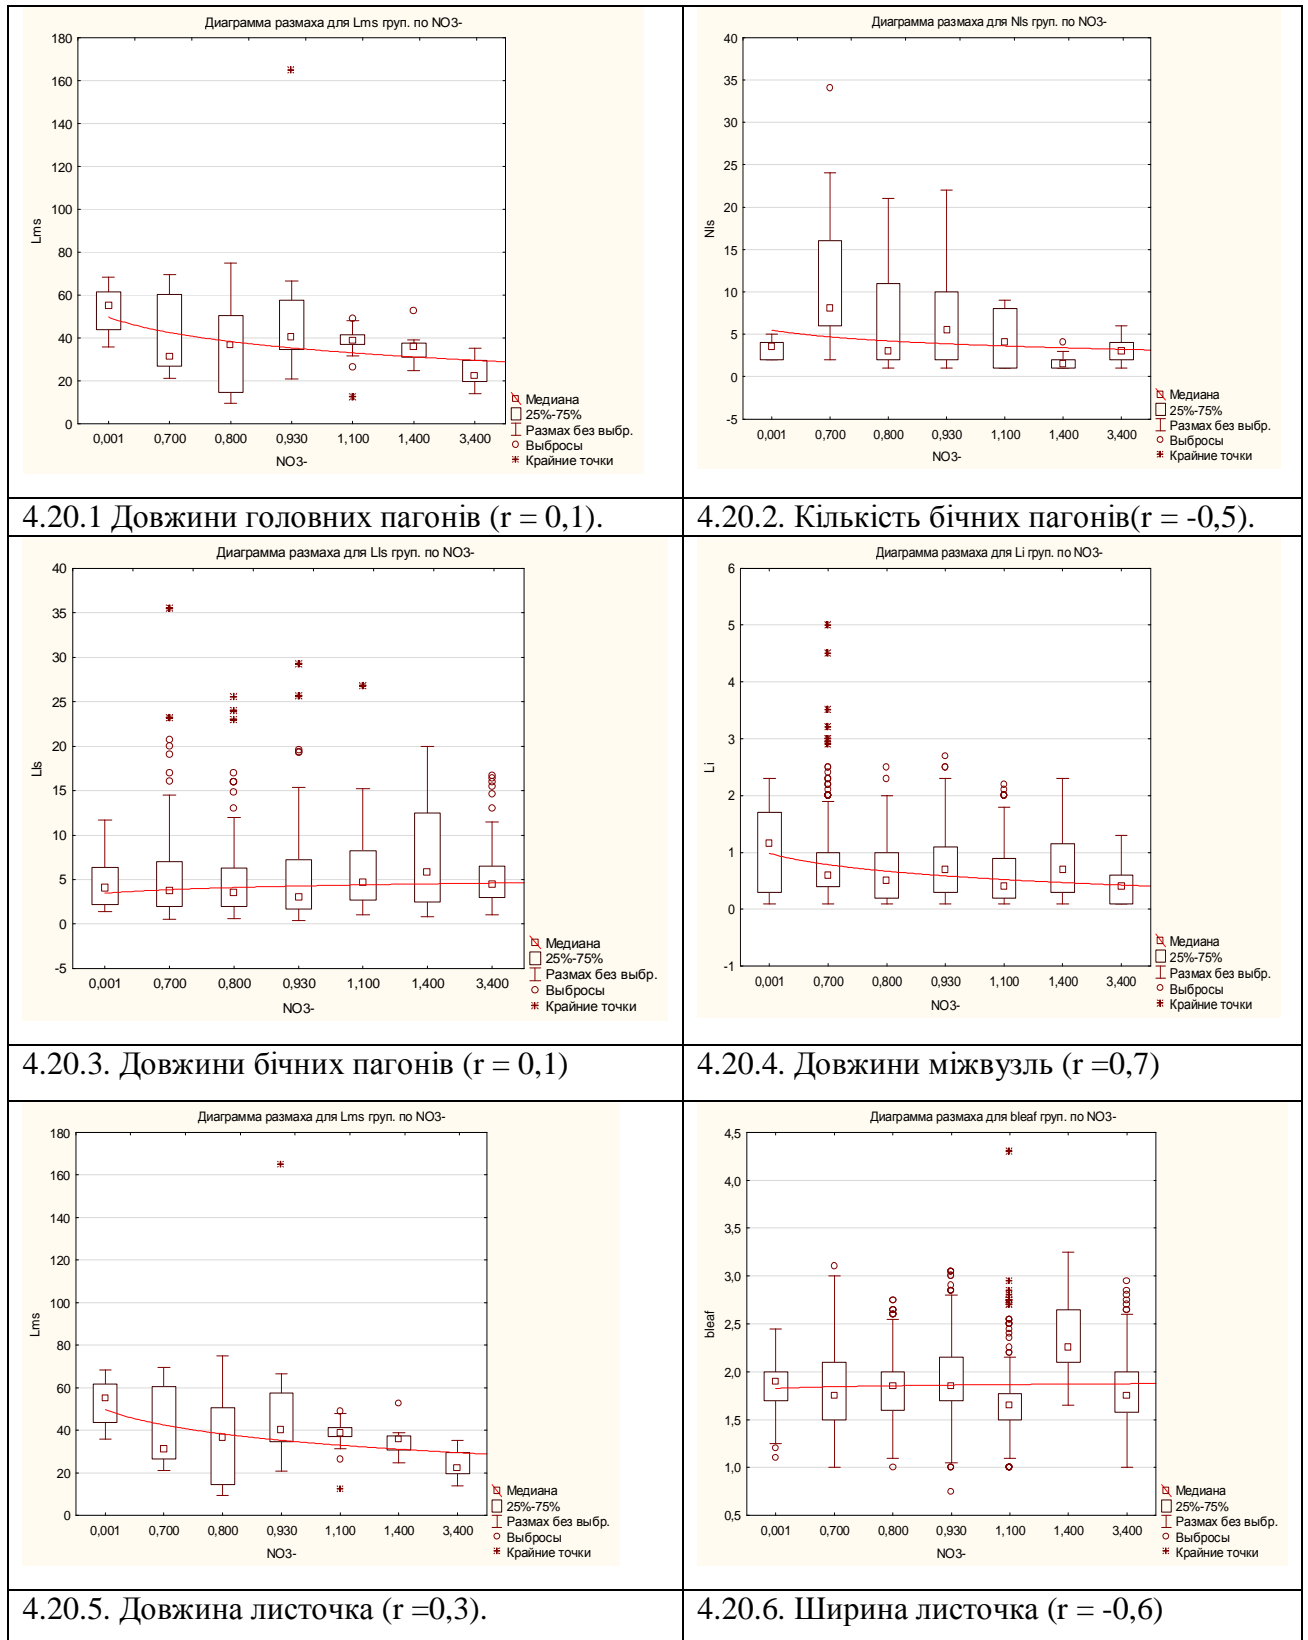 Диаграмма размаха для Lms груп. по NO3-
180
160
140
120
100
80
60
40
20
0
Lms
0,001 0,700 0,800 0,930 1,100 1,400 3,400
NO3-
Медиана
25%-75%
Размах без выбр.
Выбросы
Крайние точки
4.20.1 Довжини головних пагонів (r = 0,1).
Диаграмма размаха для Nls груп. по NO3-
40
35
30
25
20
15
10
5
0
-5
Nls
0,001 0,700 0,800 0,930 1,100 1,400 3,400
NO3-
Медиана
25%-75%
Размах без выбр.
Выбросы
Крайние точки
4.20.2. Кількість бічних пагонів(r = -0,5).
Диаграмма размаха для Lls груп. по NO3-
40
35
30
25
20
15
10
5
0
-5
Lls
0,001 0,700 0,800 0,930 1,100 1,400 3,400
NO3-
Медиана
25%-75%
Размах без выбр.
Выбросы
Крайние точки
4.20.3. Довжини бічних пагонів (r = 0,1)
Диаграмма размаха для Li груп. по NO3-
6
5
4
3
2
1
0
-1
Li
0,001 0,700 0,800 0,930 1,100 1,400 3,400
NO3-
Медиана
25%-75%
Размах без выбр.
Выбросы
Крайние точки
4.20.4. Довжини міжвузль (r =0,7)
Диаграмма размаха для Lms груп. по NO3-
180
160
140
120
100
80
60
40
20
0
Lms
0,001 0,700 0,800 0,930 1,100 1,400 3,400
NO3-
Медиана
25%-75%
Размах без выбр.
Выбросы
Крайние точки
4.20.5. Довжина листочка (r =0,3).
Диаграмма размаха для bleaf груп. по NO3-
4,5
4,0
3,5
3,0
2,5
2,0
1,5
1,0
0,5
bleaf
0,001 0,700 0,800 0,930 1,100 1,400 3,400
NO3-
Медиана
25%-75%
Размах без выбр.
Выбросы
Крайние точки
4.20.6. Ширина листочка (r = -0,6)